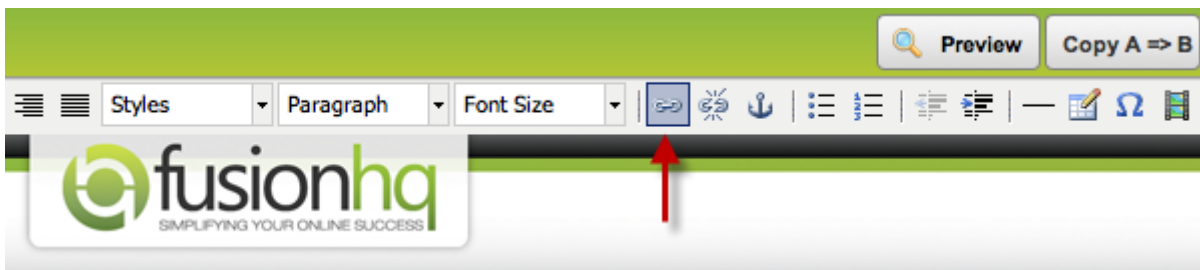 Preview Copy A => B
Styles Paragraph Font Size
fusionhq
SIMPLIFYING YOUR ONLINE SUCCESS